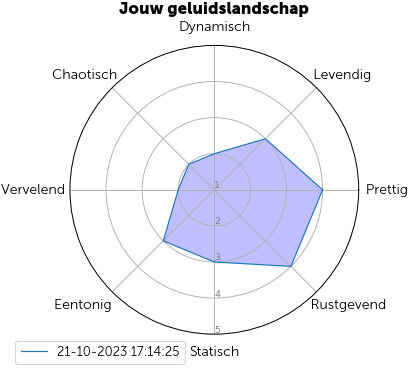 Jouw geluidslandschap
Dynamisch
Chaotisch
Levendig
Vervelend
Prettig
1
2
3
4
5
Eentonig
Rustgevend
Statisch
21-10-2023 17:14:25